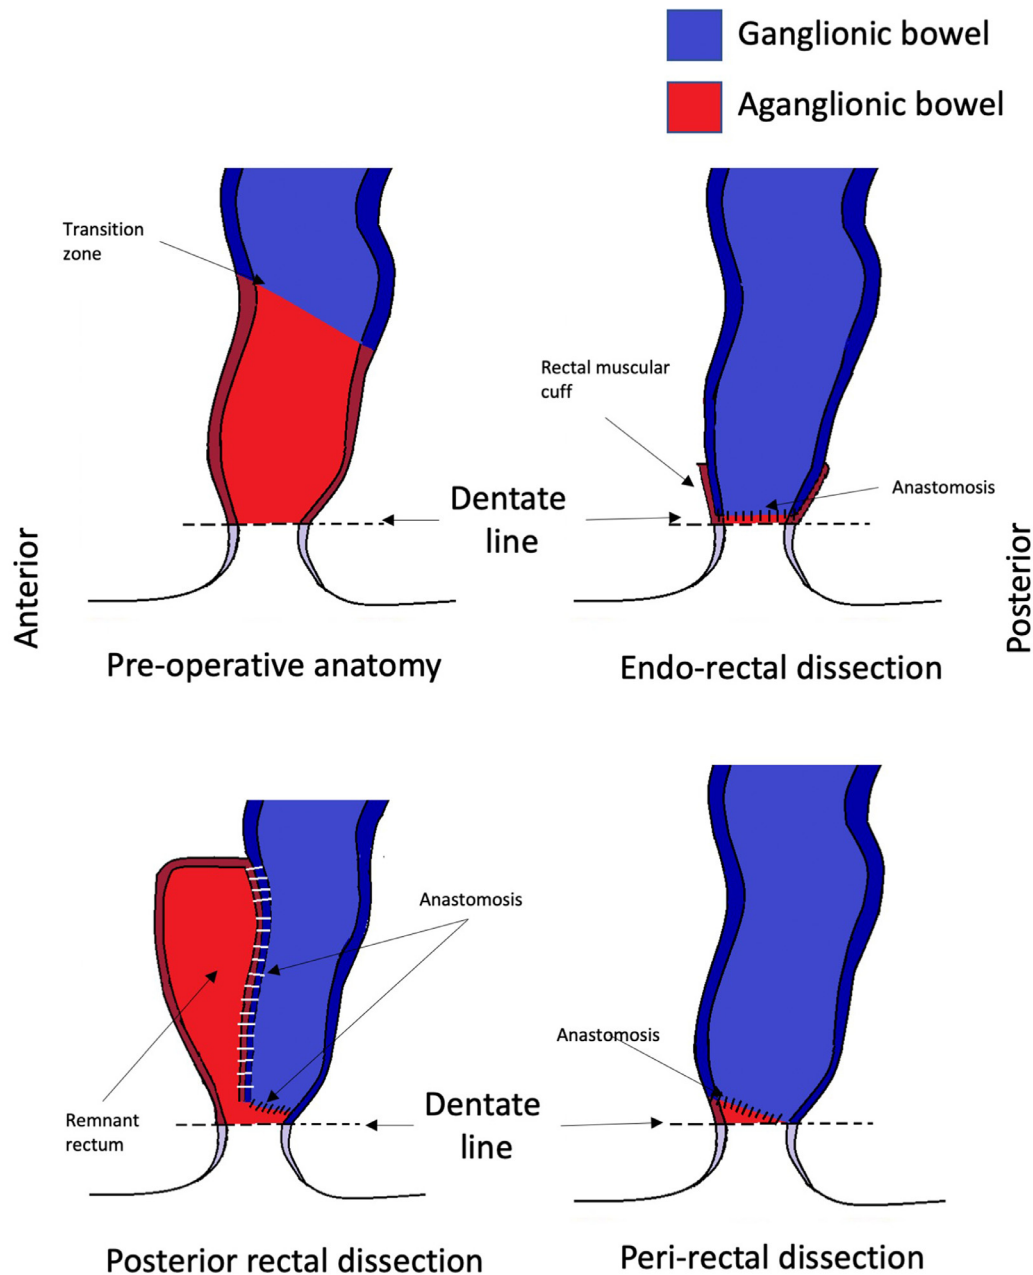 Ganglionic bowel
Aganglionic bowel
Transition
zone
Rectal muscular
cuff
Anastomosis
Dentate
line
Anterior
Posterior
Pre-operative anatomy
Endo-rectal dissection
Anastomosis
Anastomosis
Remnant
rectum
Dentate
line
Posterior rectal dissection
Peri-rectal dissection